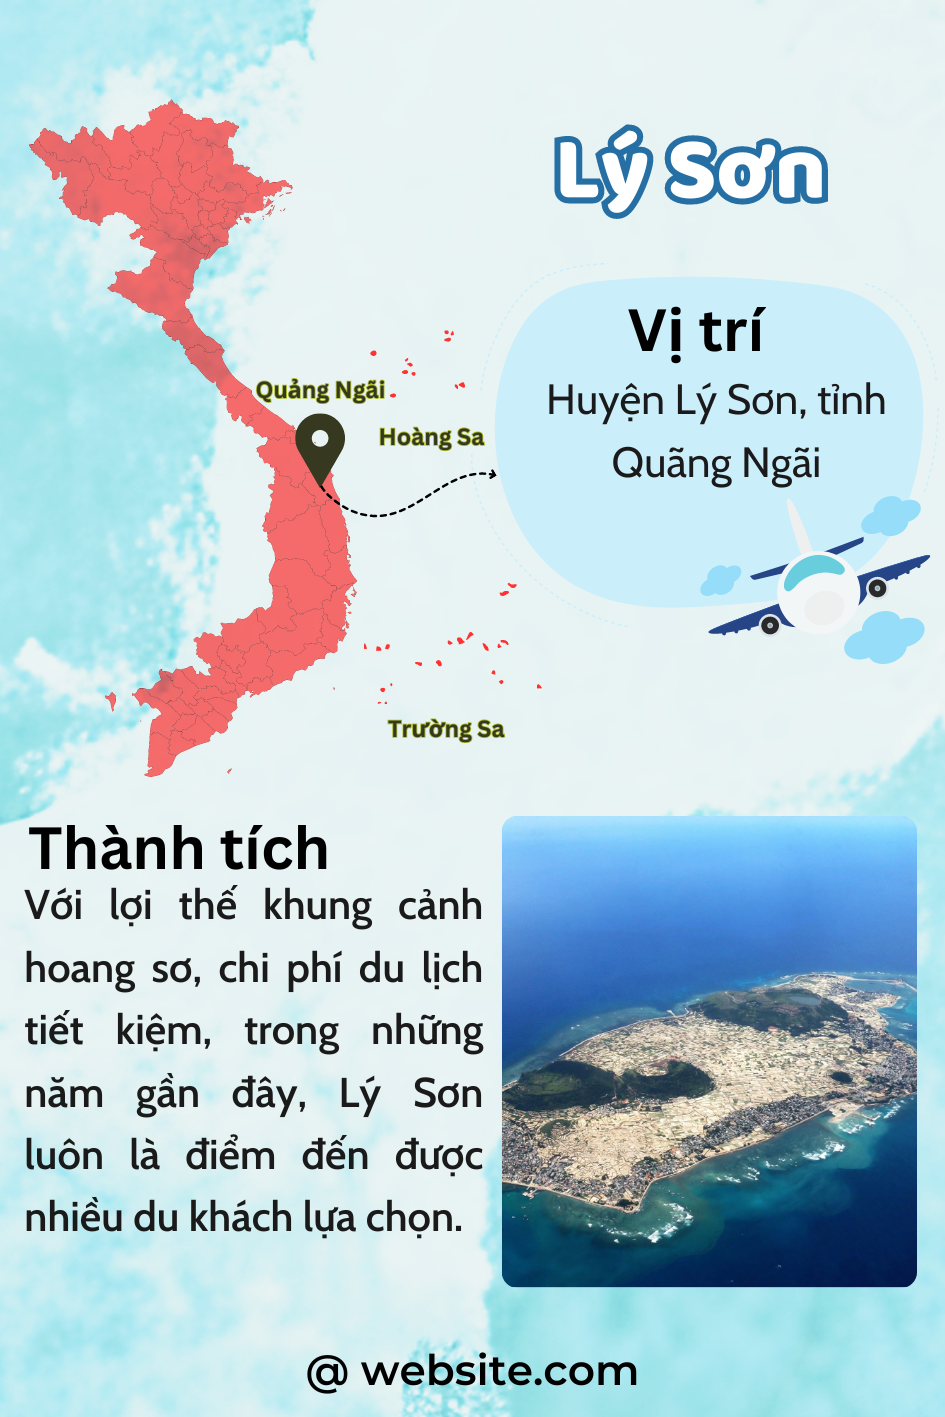 Lý Sơn
Vị trí
Huyện Lý Sơn, tỉnh
Quãng Ngãi
Quảng Ngãi
Hoàng Sa
Trường Sa
Thành tích
Với lợi thế khung cảnh
hoang sơ, chi phí du lịch
tiết kiệm, trong những
năm gần đây, Lý Sơn
luôn là điểm đến được
nhiều du khách lựa chọn.
@ website.com